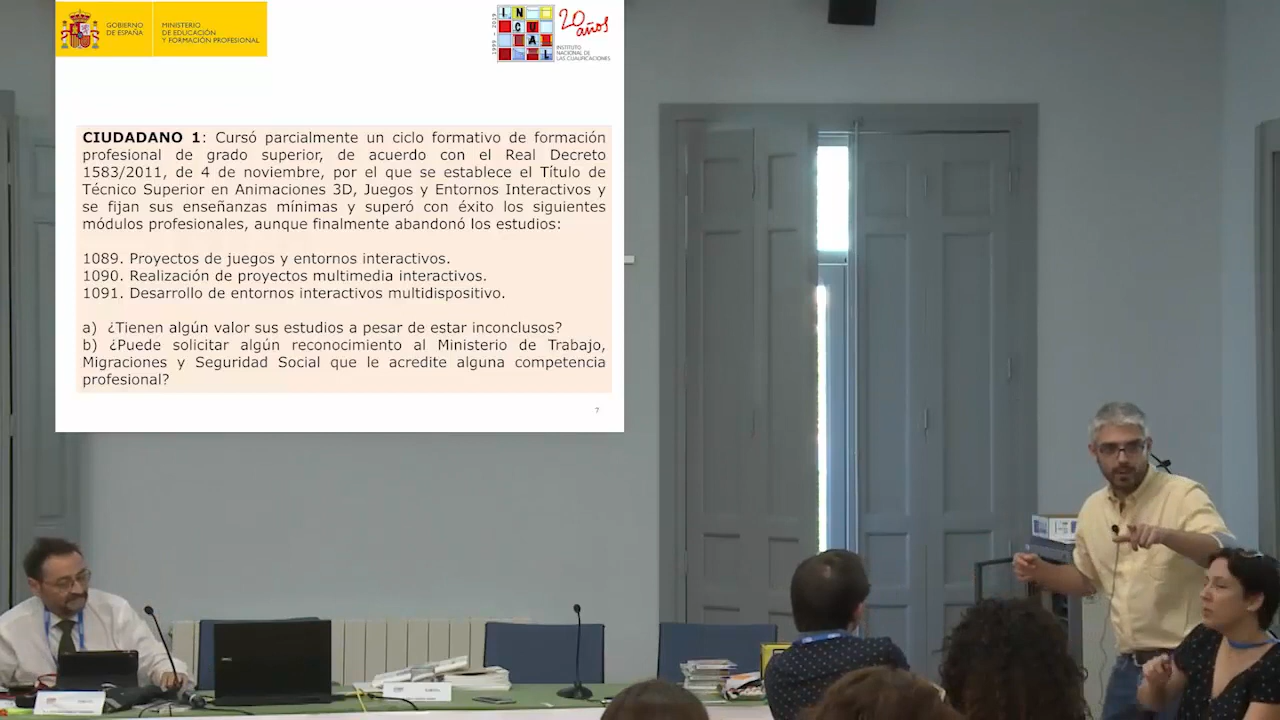 GOBIERNO
DE ESPAÑA
MINISTERIO
DE EDUCACIÓN
Y FORMACIÓN PROFESIONAL
1999 - 2019
INCUAL
20 años
INSTITUTO
NACIONAL DE
LAS CUALIFICACIONES
CIUDADANO 1: Cursó parcialmente un ciclo formativo de formación
profesional de grado superior, de acuerdo con el Real Decreto
1583/2011, de 4 de noviembre, por el que se establece el Título de
Técnico Superior en Animaciones 3D, Juegos y Entornos Interactivos y
se fijan sus enseñanzas mínimas y superó con éxito los siguientes
módulos profesionales, aunque finalmente abandonó los estudios:
1089. Proyectos de juegos y entornos interactivos.
1090. Realización de proyectos multimedia interactivos.
1091. Desarrollo de entornos interactivos multidispositivo.
a) ¿Tienen algún valor sus estudios a pesar de estar inconclusos?
b) ¿Puede solicitar algún reconocimiento al Ministerio de Trabajo,
Migraciones y Seguridad Social que le acredite alguna competencia
profesional?
7